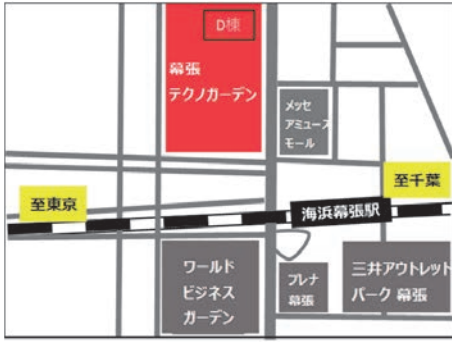 D棟
幕張
テクノガーデン
メッセ
アミューズ
モール
至千葉
至東京
海浜幕張駅
ワールド
ビジネス
ガーデン
プレナ
幕張
三井アウトレット
パーク 幕張